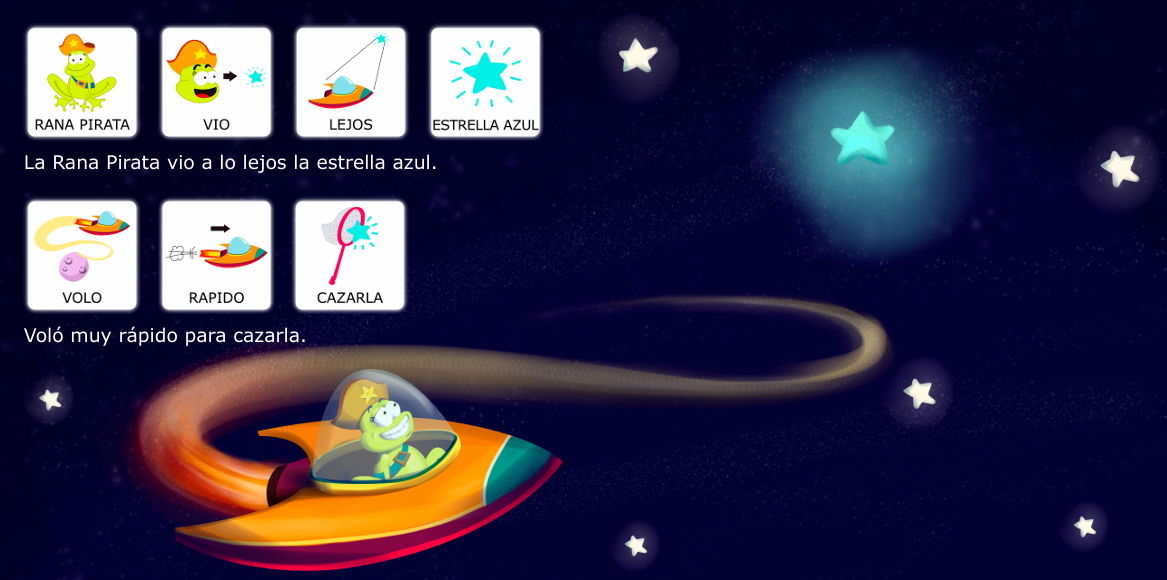 RANA PIRATA VIO LEJOS ESTRELLA AZUL
La Rana Pirata vio a lo lejos la estrella azul.
VOLO RAPIDO CAZARLA
Voló muy rápido para cazarla.